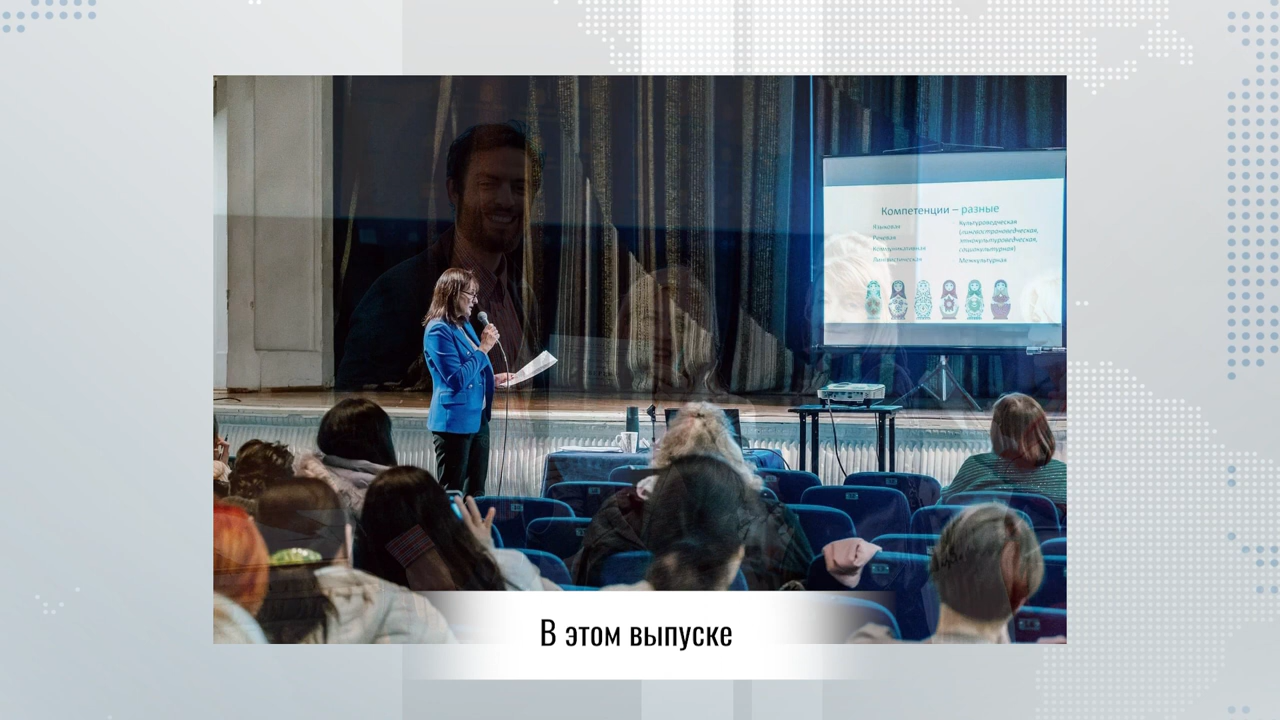 Компетенции – разные
Языковая
Речевая
Коммуникативная
Лингвистическая
Культуроведческая
(лингвострановедческая,
этнокультуроведческая,
социокультурная)
Межкультурная
В этом выпуске